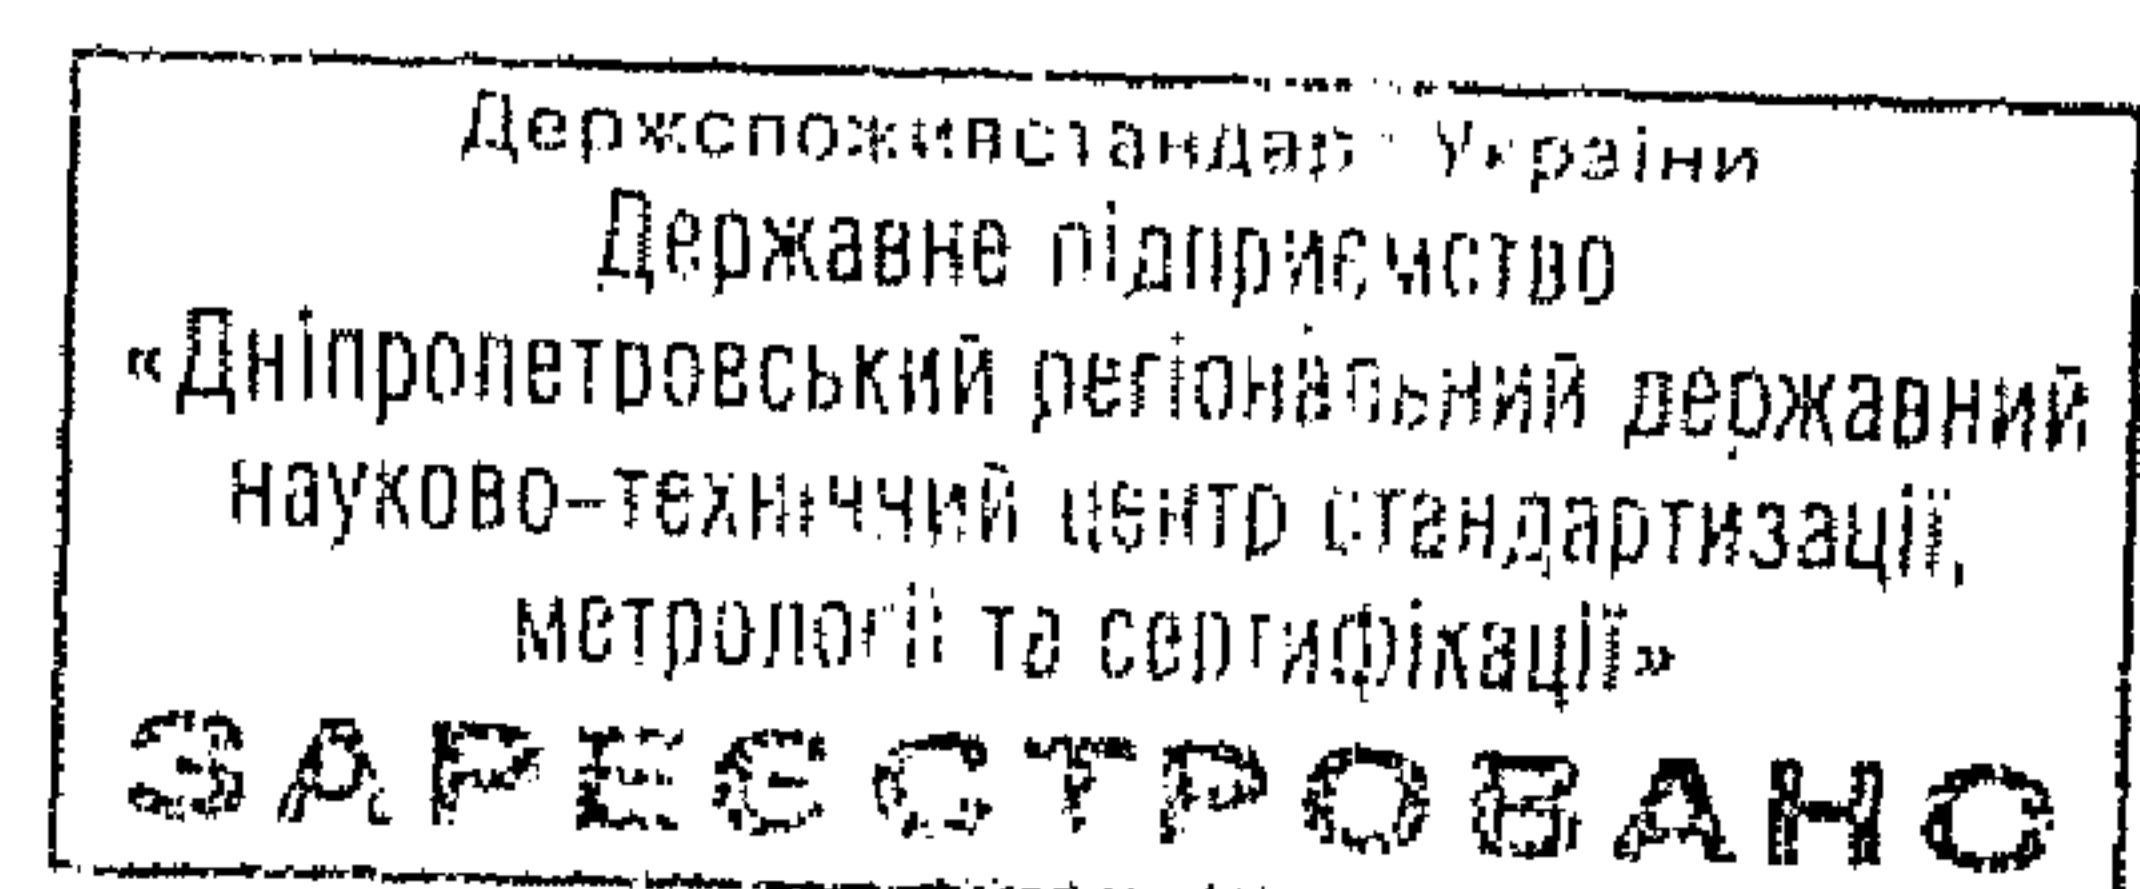 Держспоживстандарт України
Державне підприємство
«Дніпропетровський регіональний державний
науково-технічний центр стандартизації,
метрології та сертифікації»
ЗАРЕЄСТРОВАНО